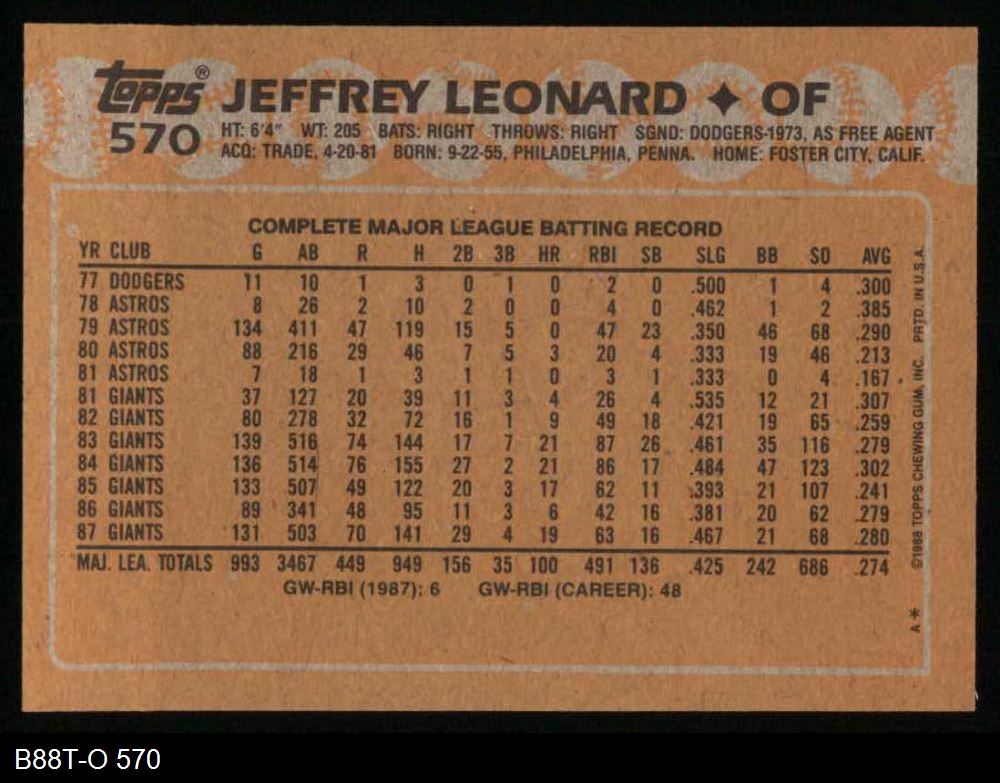 topps® JEFFREY LEONARD ✦ OF
570 HT: 6'4" WT: 205 BATS: RIGHT THROWS: RIGHT SGND: DODGERS-1973, AS FREE AGENT
ACQ: TRADE, 4-20-81 BORN: 9-22-55, PHILADELPHIA, PENNA. HOME: FOSTER CITY, CALIF.
COMPLETE MAJOR LEAGUE BATTING RECORD
YR CLUB G AB R H 2B 3B HR RBI SB SLG BB SO AVG
77 DODGERS 11 10 1 3 0 1 0 2 0 .500 1 4 .300
78 ASTROS 8 26 2 10 2 0 0 4 0 .462 1 2 .385
79 ASTROS 134 411 47 119 15 5 0 47 23 .350 46 68 .290
80 ASTROS 88 216 29 46 7 5 3 20 4 .333 19 46 .213
81 ASTROS 7 18 1 3 1 1 0 3 1 .333 0 4 .167
81 GIANTS 37 127 20 39 11 3 4 26 4 .535 12 21 .307
82 GIANTS 80 278 32 72 16 1 9 49 18 .421 19 65 .259
83 GIANTS 139 516 74 144 17 7 21 87 26 .461 35 116 .279
84 GIANTS 136 514 76 155 27 2 21 86 17 .484 47 123 .302
85 GIANTS 133 507 49 122 20 3 17 62 11 .393 21 107 .241
86 GIANTS 89 341 48 95 11 3 6 42 16 .381 20 62 .279
87 GIANTS 131 503 70 141 29 4 19 63 16 .467 21 68 .280
MAJ. LEA. TOTALS 993 3467 449 949 156 35 100 491 136 .425 242 686 .274
GW-RBI (1987): 6 GW-RBI (CAREER): 48
A * ©1988 TOPPS CHEWING GUM, INC. PRTD. IN U.S.A.
B88T-O 570